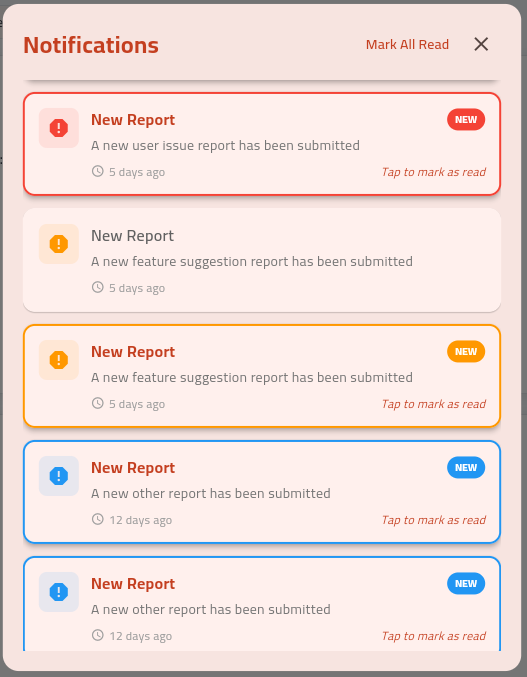 Notifications
Mark All Read
New Report
NEW
A new user issue report has been submitted
5 days ago
Tap to mark as read
New Report
A new feature suggestion report has been submitted
5 days ago
New Report
NEW
A new feature suggestion report has been submitted
5 days ago
Tap to mark as read
New Report
NEW
A new other report has been submitted
12 days ago
Tap to mark as read
New Report
NEW
A new other report has been submitted
12 days ago
Tap to mark as read